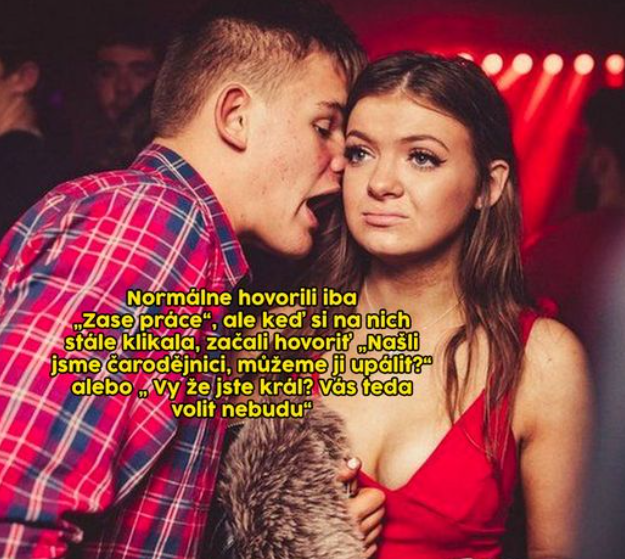 Normálne hovorili iba
„Zase práce“, ale keď si na nich
stále klikala, začali hovoriť „Našli
jsme čarodějnici, můžeme ji upálit?“
alebo „ Vy že jste král? Vás teda
volit nebudu“